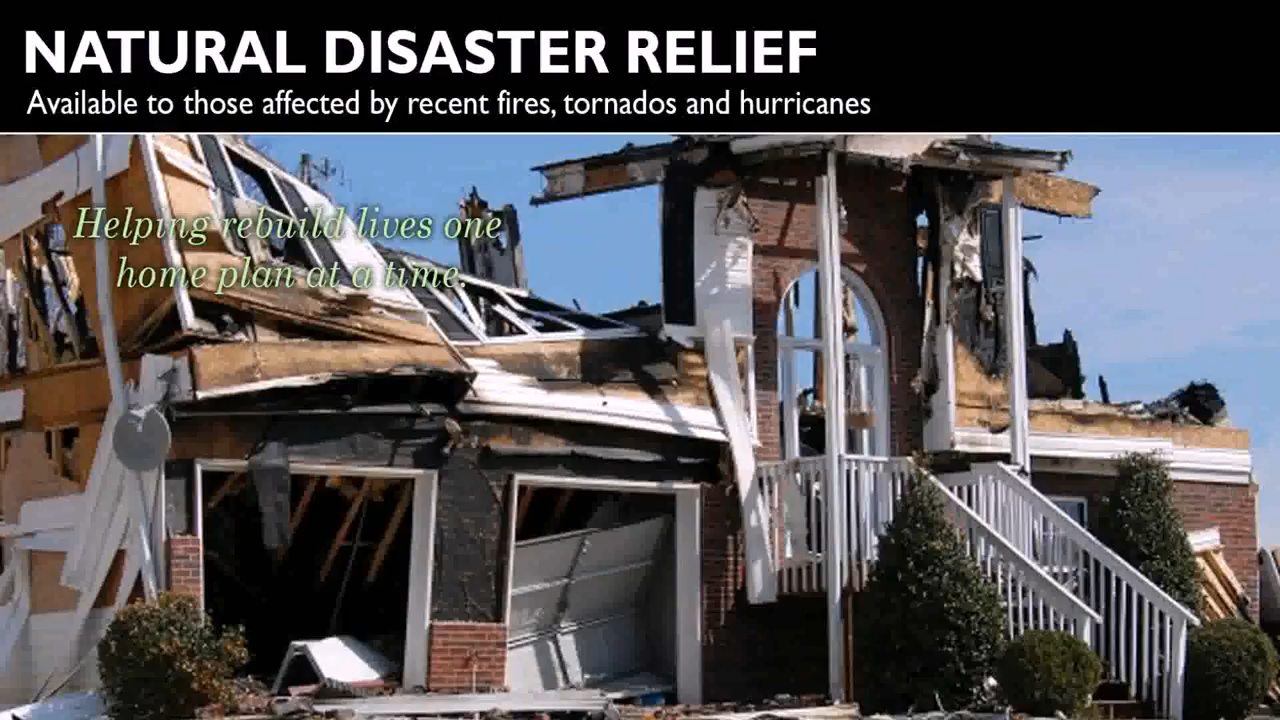 NATURAL DISASTER RELIEF
Available to those affected by recent fires, tornados and hurricanes
Helping rebuild lives one
home plan at a time.